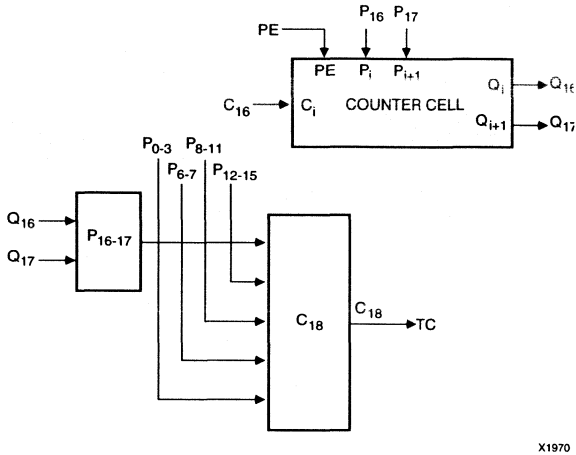 P16 P17
PE
PE Pi Pi+1
Qi Q16
C16 Ci COUNTER CELL
Qi+1 Q17
P0-3 P8-11
P6-7 P12-15
Q16
P16-17
Q17
C18 C18 TC
X1970